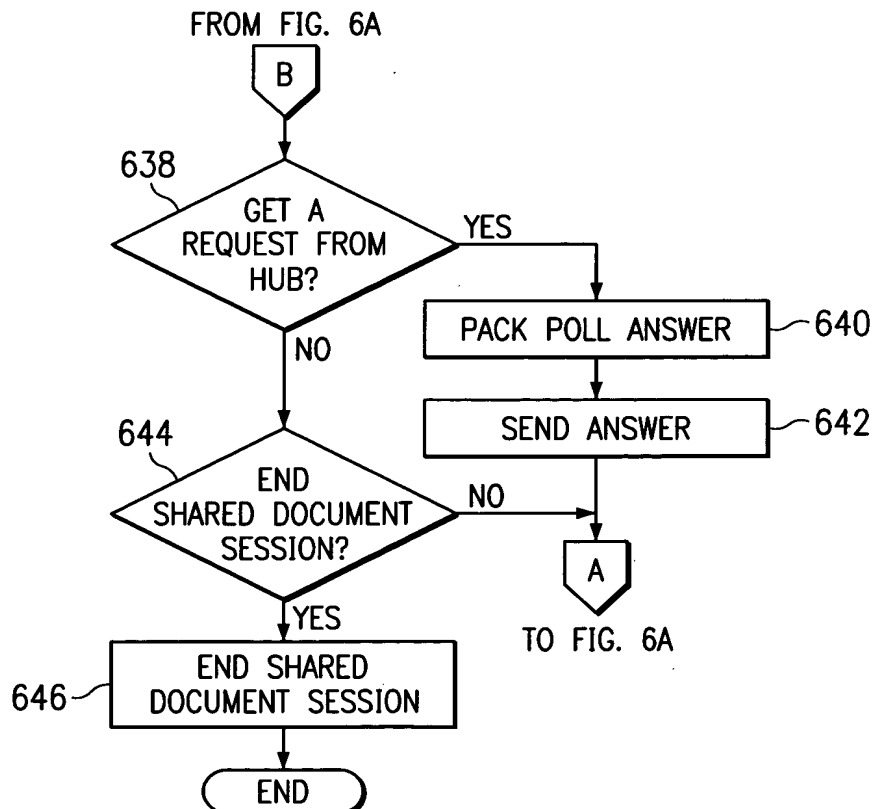 FROM FIG. 6A
B
638
GET A
REQUEST FROM
HUB?
YES
NO
PACK POLL ANSWER
640
SEND ANSWER
642
644
END
SHARED DOCUMENT
SESSION?
NO
A
TO FIG. 6A
YES
END SHARED
DOCUMENT SESSION
646
END